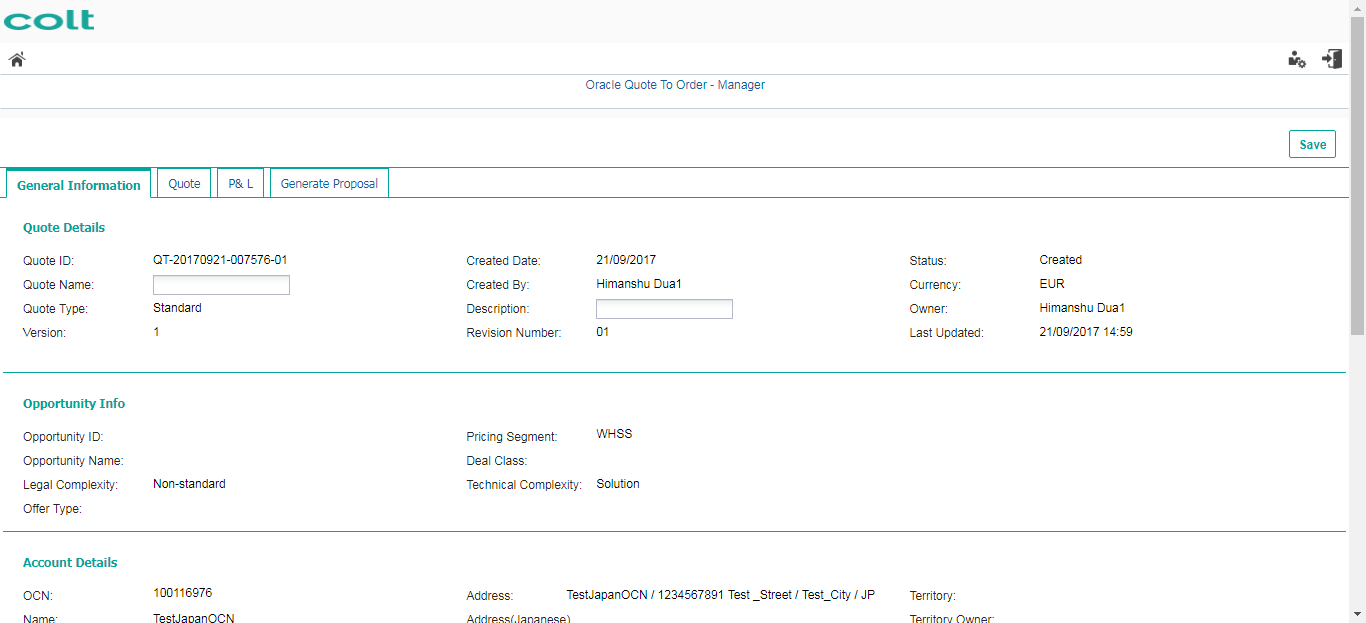 colt
Oracle Quote To Order - Manager
Save
General Information Quote P& L Generate Proposal
Quote Details
Quote ID: QT-20170921-007576-01 Created Date: 21/09/2017 Status: Created
Quote Name: Created By: Himanshu Dua1 Currency: EUR
Quote Type: Standard Description: Owner: Himanshu Dua1
Version: 1 Revision Number: 01 Last Updated: 21/09/2017 14:59
Opportunity Info
Opportunity ID: Pricing Segment: WHSS
Opportunity Name: Deal Class:
Legal Complexity: Non-standard Technical Complexity: Solution
Offer Type:
Account Details
OCN: 100116976 Address: TestJapanOCN / 1234567891 Test _Street / Test_City / JP Territory:
Name: TestJapanOCN Address(Japanese) Territory Owner: